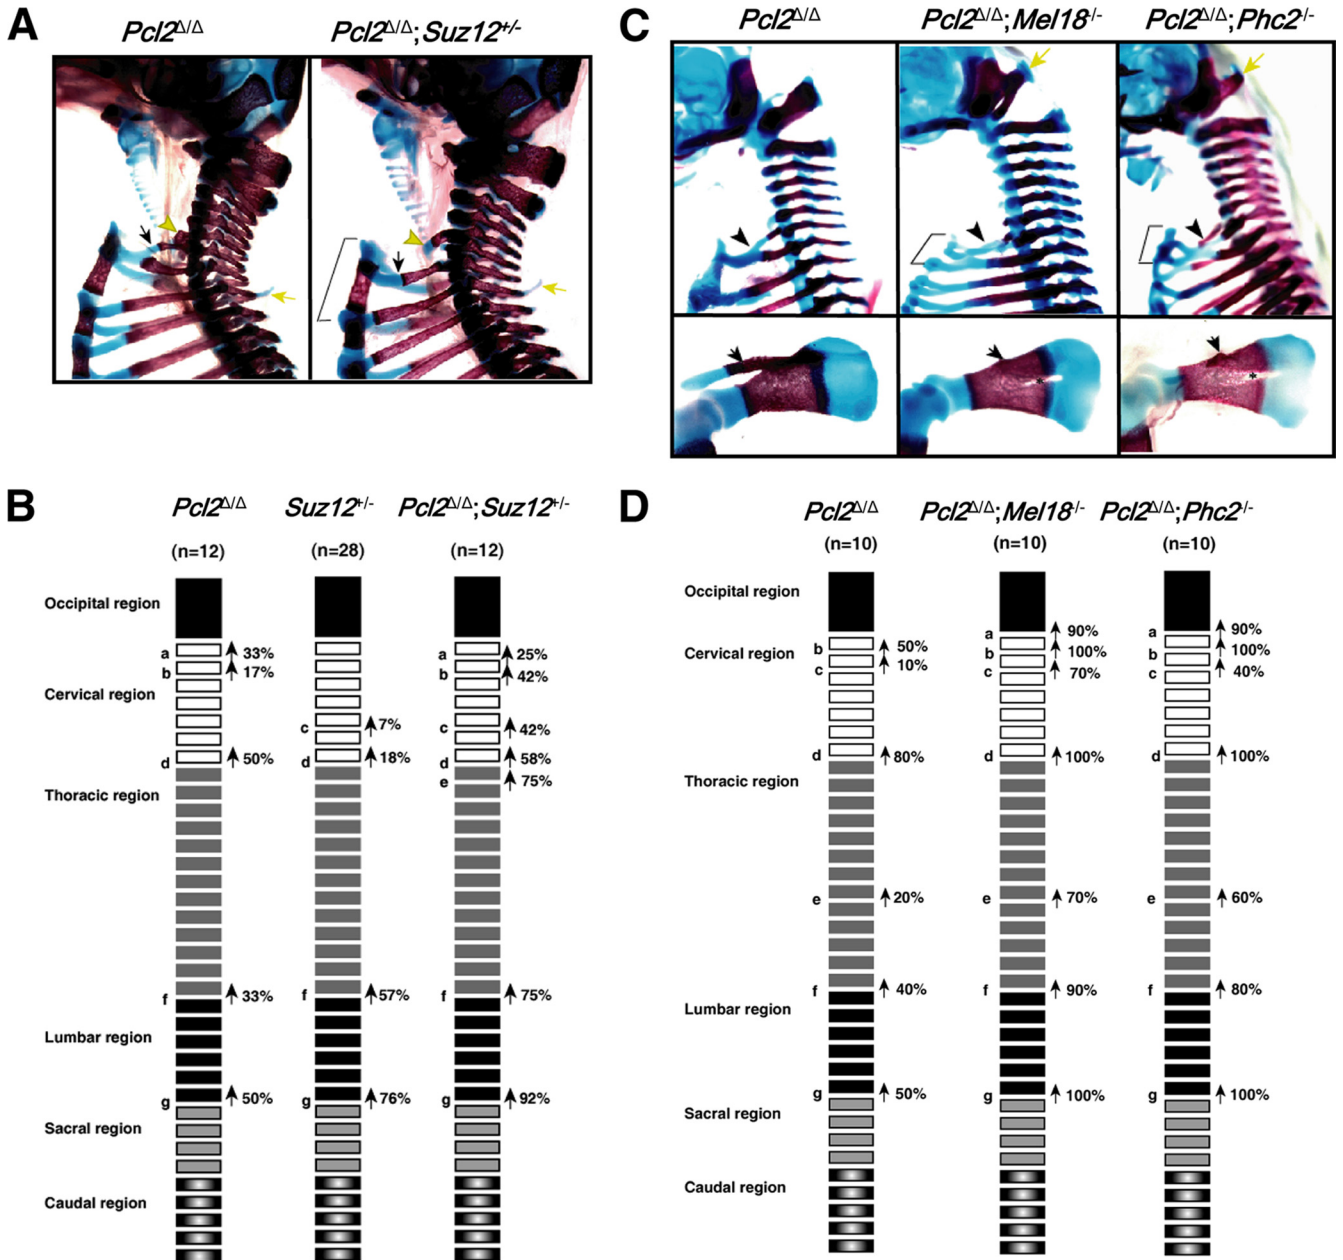 A
Pcl2Δ/Δ
Pcl2Δ/Δ;Suz12+/-
C
Pcl2Δ/Δ
Pcl2Δ/Δ;Mel18-/-
Pcl2Δ/Δ;Phc2-/-
*
*
B
Pcl2Δ/Δ
Suz12+/-
Pcl2Δ/Δ;Suz12+/-
(n=12)
(n=28)
(n=12)
Occipital region
Cervical region
Thoracic region
Lumbar region
Sacral region
Caudal region
a 33%
b 17%
d 50%
f 33%
g 50%
c 7%
d 18%
f 57%
g 76%
a 25%
b 42%
c 42%
d 58%
e 75%
f 75%
g 92%
D
Pcl2Δ/Δ
Pcl2Δ/Δ;Mel18-/-
Pcl2Δ/Δ;Phc2-/-
(n=10)
(n=10)
(n=10)
Occipital region
Cervical region
Thoracic region
Lumbar region
Sacral region
Caudal region
b 50%
c 10%
d 80%
e 20%
f 40%
g 50%
a 90%
b 100%
c 70%
d 100%
e 70%
f 90%
g 100%
a 90%
b 100%
c 40%
d 100%
e 60%
f 80%
g 100%